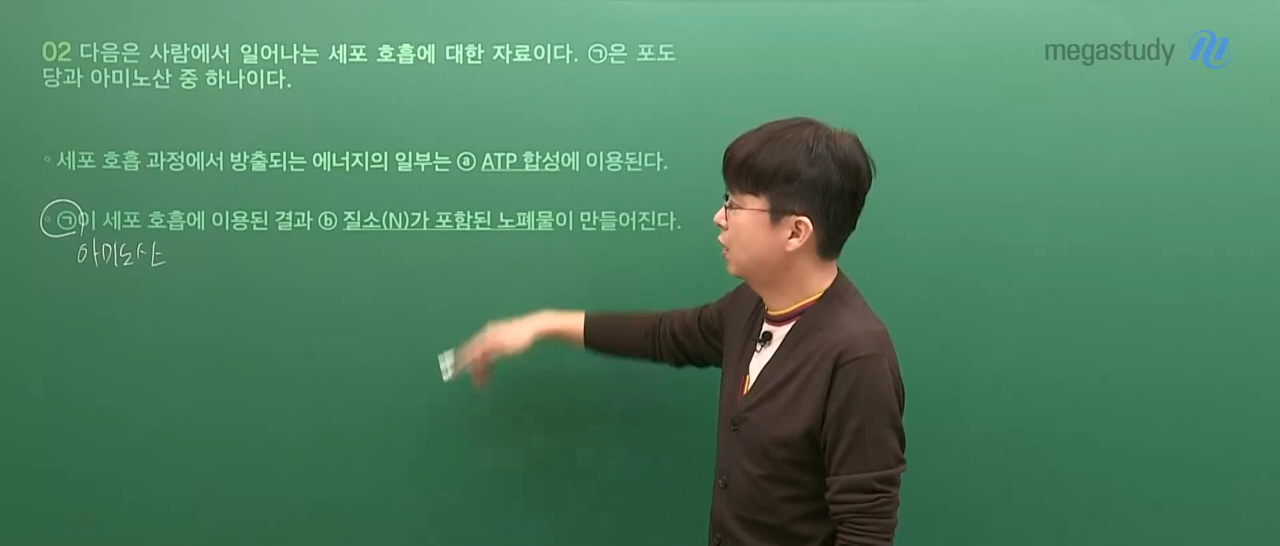 02 다음은 사람에서 일어나는 세포 호흡에 대한 자료이다. ㉠은 포도
당과 아미노산 중 하나이다.
megastudy
◦ 세포 호흡 과정에서 방출되는 에너지의 일부는 ⓐ ATP 합성에 이용된다.
◦ ㉠이 세포 호흡에 이용된 결과 ⓑ 질소(N)가 포함된 노폐물이 만들어진다.
아미노산